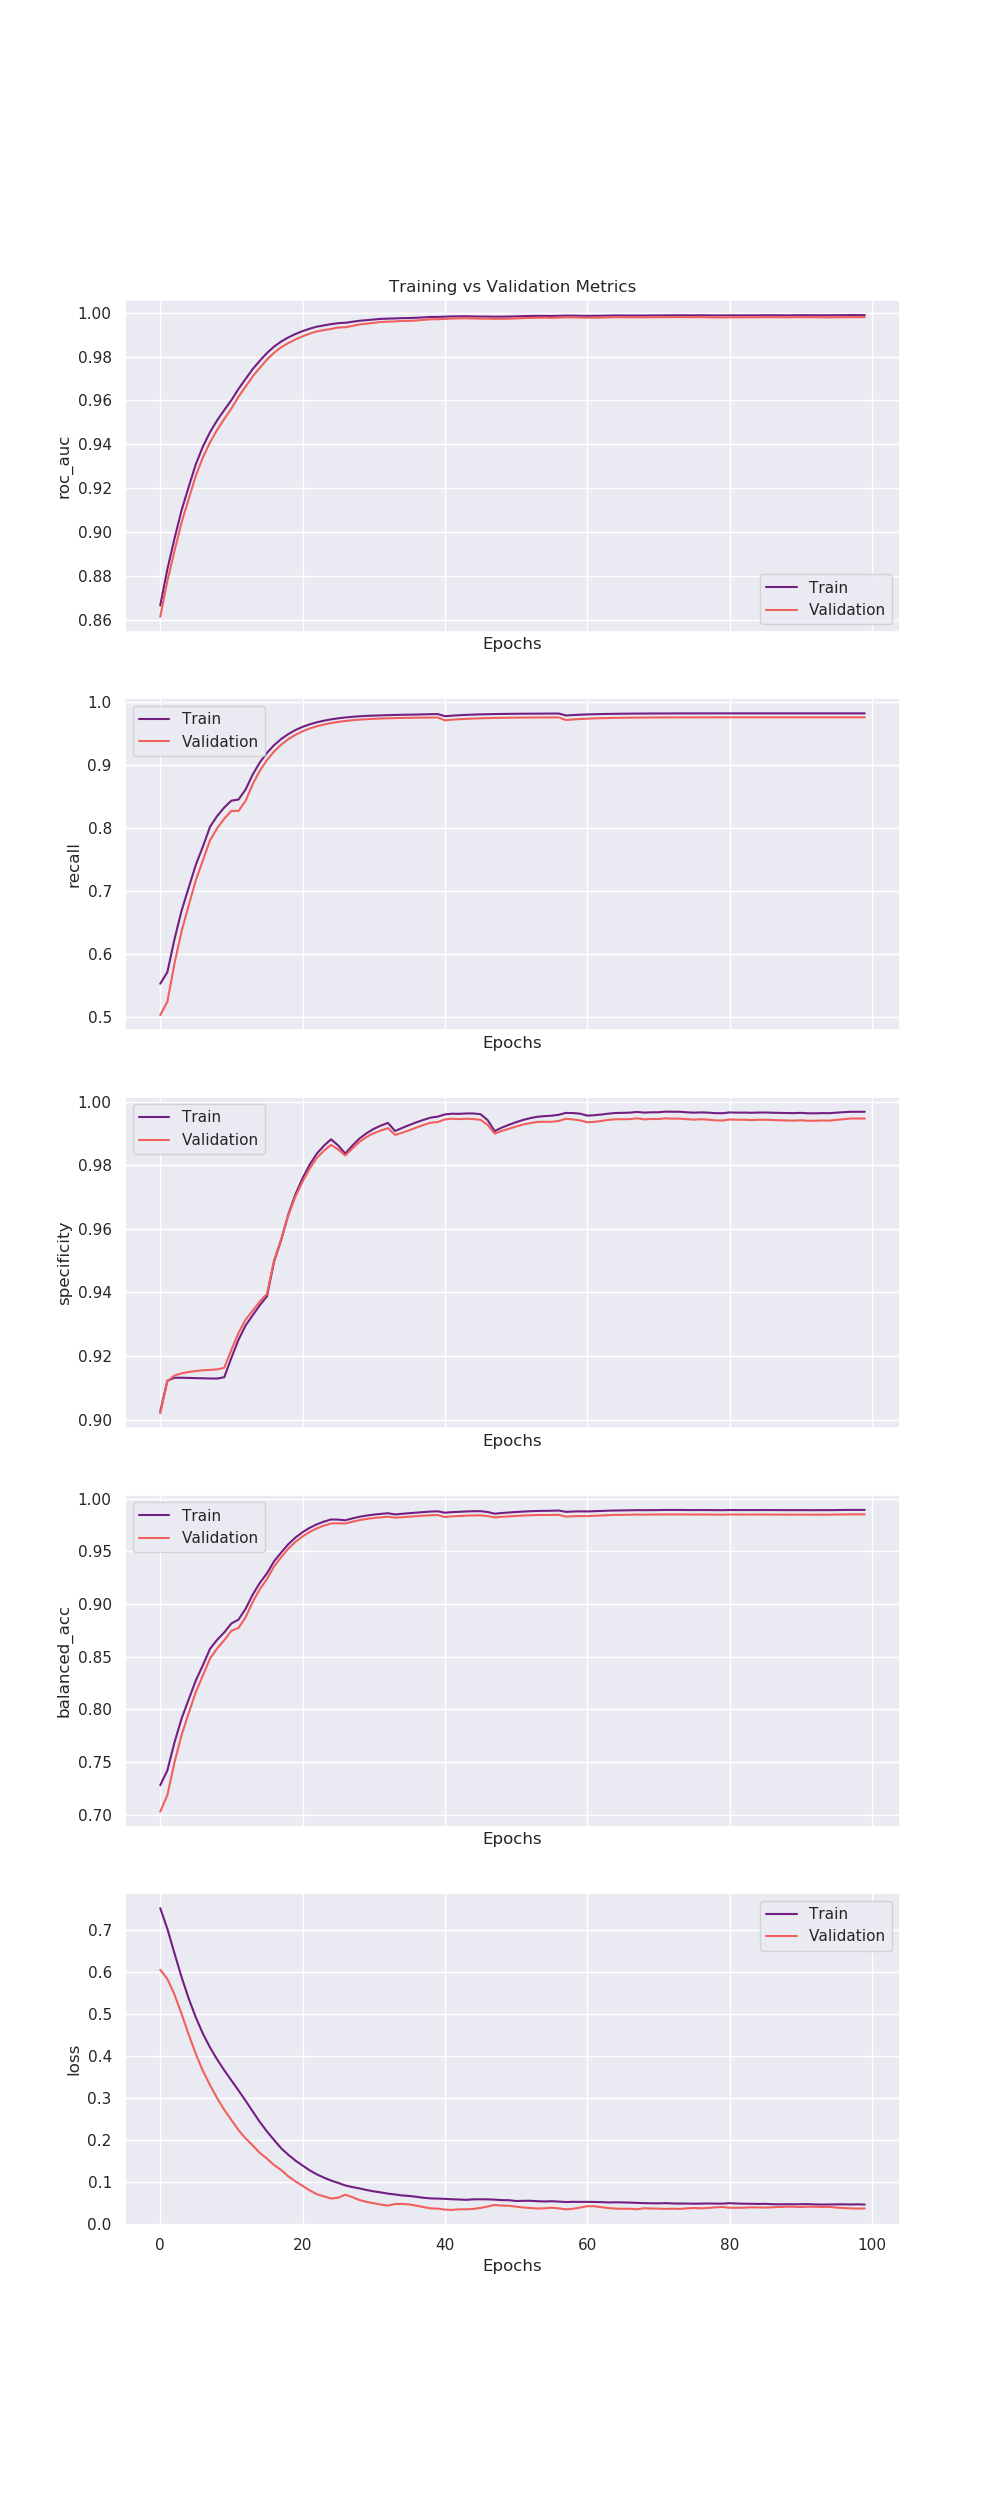 Training vs Validation Metrics
1.00
0.98
0.96
0.94
0.92
0.90
0.88
0.86
roc_auc
Train
Validation
Epochs
1.0
0.9
0.8
0.7
0.6
0.5
recall
Train
Validation
Epochs
1.00
0.98
0.96
0.94
0.92
0.90
specificity
Train
Validation
Epochs
1.00
0.95
0.90
0.85
0.80
0.75
0.70
balanced_acc
Train
Validation
Epochs
0.7
0.6
0.5
0.4
0.3
0.2
0.1
0.0
loss
Train
Validation
0 20 40 60 80 100
Epochs